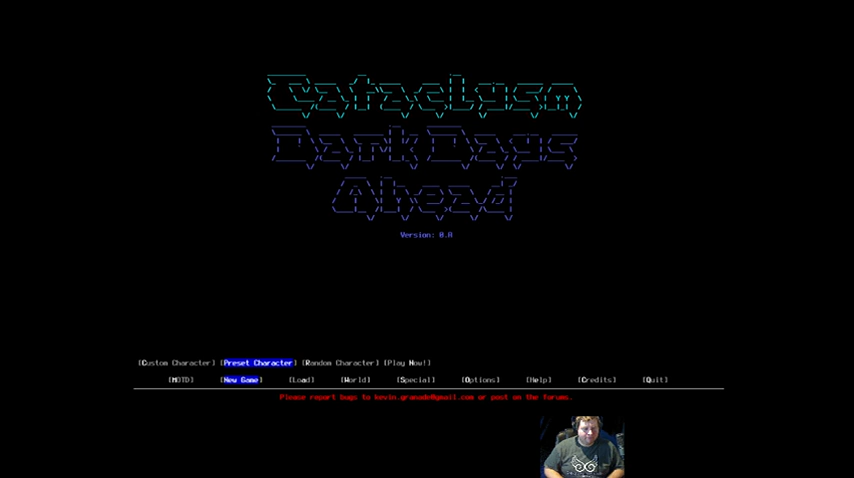 Cataclysm
Dark Days
Ahead
Version: 0.A
[Custom Character] [Preset Character] [Random Character] [Play Now!]
[MOTD] [New Game] [Load] [World] [Special] [Options] [Help] [Credits] [Quit]
Please report bugs to kevin.granade@gmail.com or post on the forums.